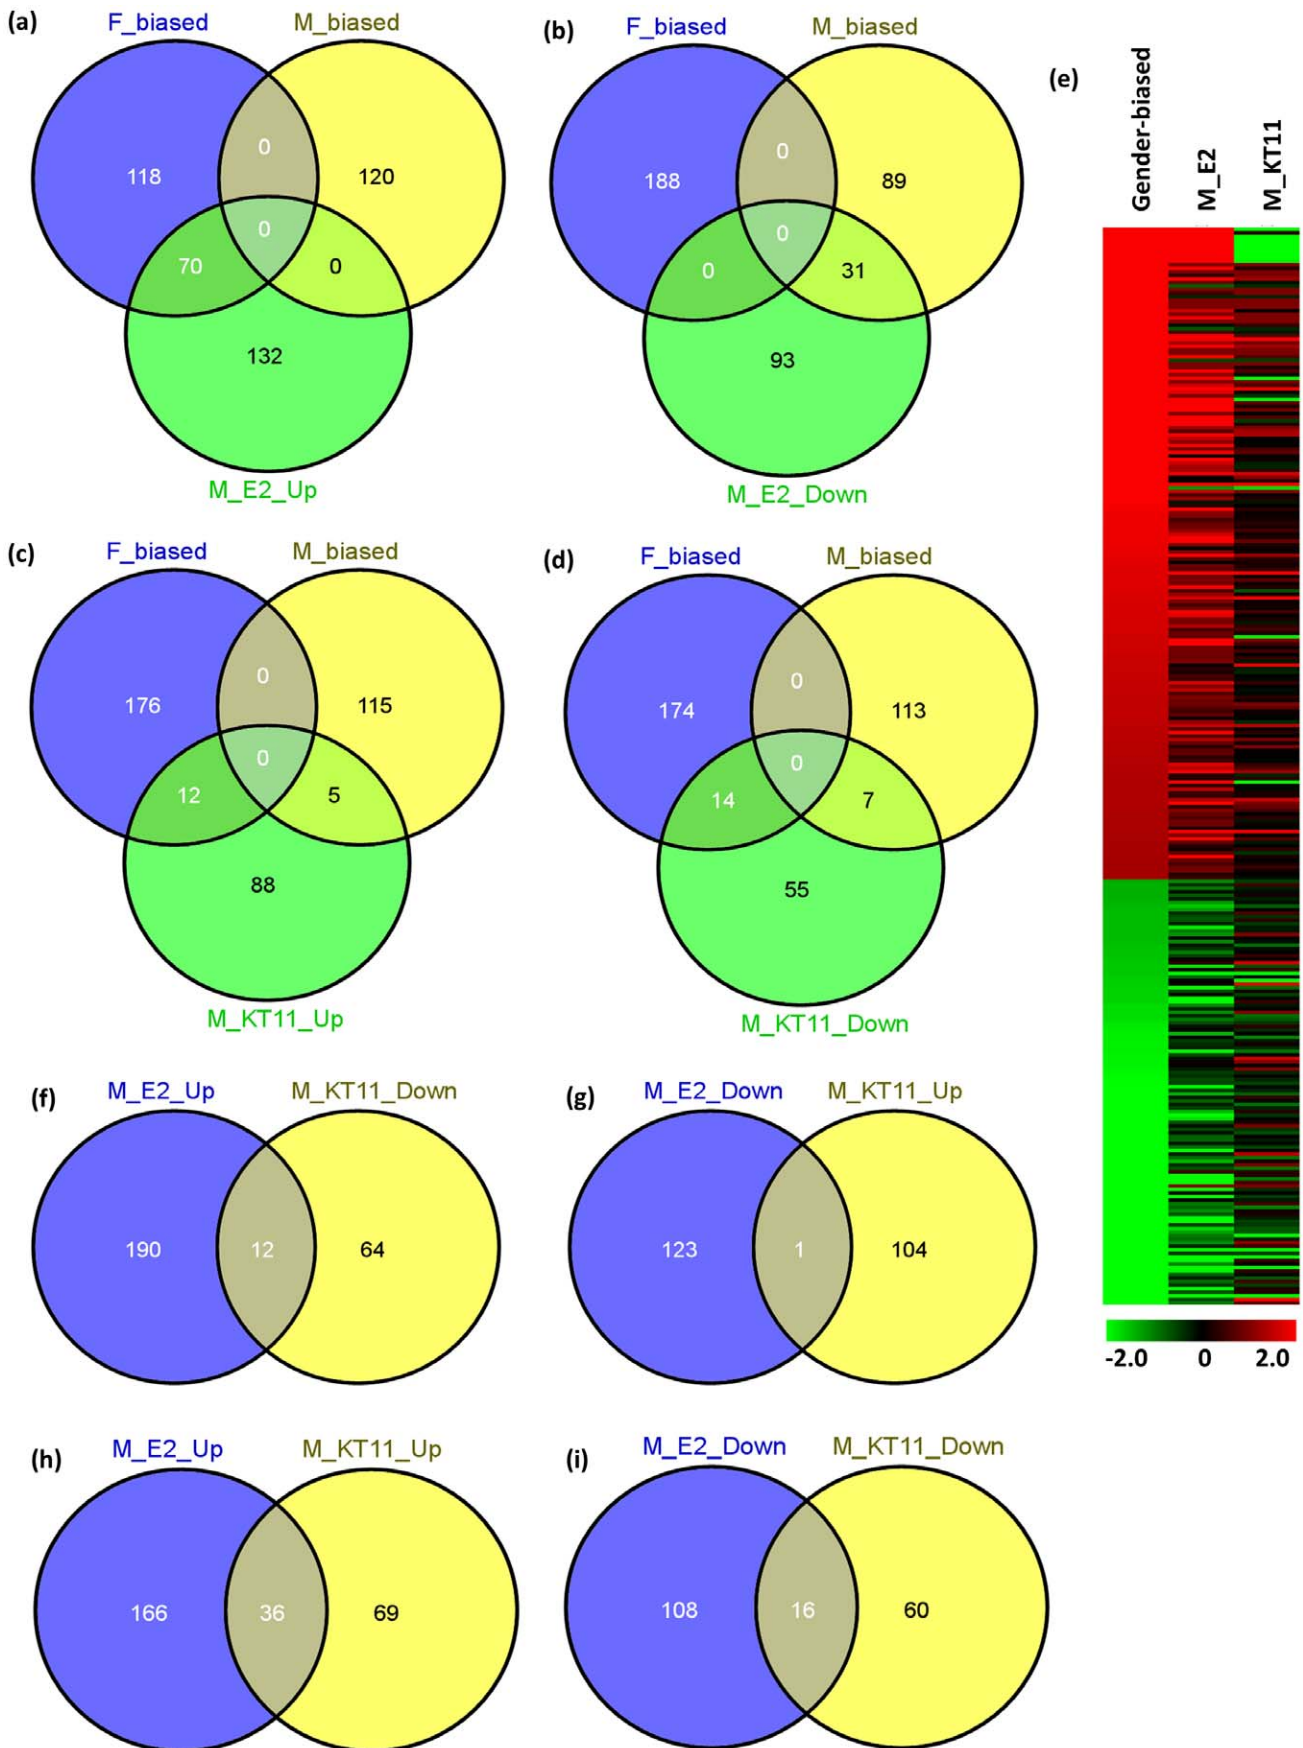 (a)
F_biased
M_biased
118
0
120
0
70
0
132
M_E2_Up
(b)
F_biased
M_biased
188
0
89
0
0
31
93
M_E2_Down
(c)
F_biased
M_biased
176
0
115
0
12
5
88
M_KT11_Up
(d)
F_biased
M_biased
174
0
113
0
14
7
55
M_KT11_Down
(e)
Gender-biased
M_E2
M_KT11
-2.0
0
2.0
(f)
M_E2_Up
M_KT11_Down
190
12
64
(g)
M_E2_Down
M_KT11_Up
123
1
104
(h)
M_E2_Up
M_KT11_Up
166
36
69
(i)
M_E2_Down
M_KT11_Down
108
16
60